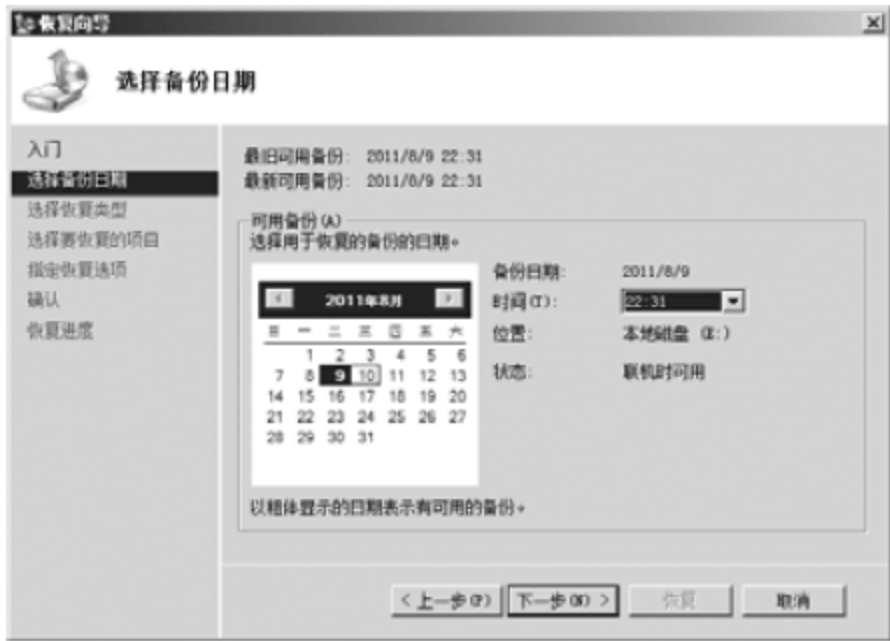 恢复向导
选择备份日期
入门
选择备份日期
选择恢复类型
选择要恢复的项目
指定恢复选项
确认
恢复进度
最旧可用备份: 2011/8/9 22:31
最新可用备份: 2011/8/9 22:31
可用备份(A)
选择用于恢复的备份的日期。
2011年8月
日 一 二 三 四 五 六
1 2 3 4 5 6
7 8 9 10 11 12 13
14 15 16 17 18 19 20
21 22 23 24 25 26 27
28 29 30 31
备份日期: 2011/8/9
时间(T): 22:31
位置: 本地磁盘 (E:)
状态: 联机时可用
以粗体显示的日期表示有可用的备份。
< 上一步(P) 下一步(N) > 恢复 取消